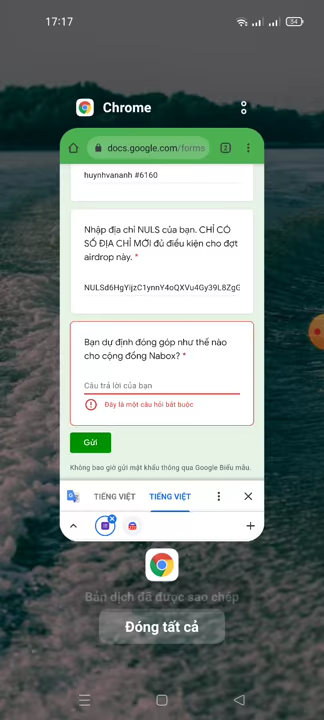 17:17
54
Chrome
docs.google.com/forms
2
huynhvananh #6160
Nhập địa chỉ NULS của bạn. CHỈ CÓ
SỐ ĐỊA CHỈ MỚI đủ điều kiện cho đợt
airdrop này. *
NULSd6HgYijzC1ynnY4oQXVu4Gy39L8ZgG
Bạn dự định đóng góp như thế nào
cho cộng đồng Nabox? *
Câu trả lời của bạn
Đây là một câu hỏi bắt buộc
Gửi
Không bao giờ gửi mật khẩu thông qua Google Biểu mẫu.
TIẾNG VIỆT
TIẾNG VIỆT
Bản dịch đã được sao chép
Đóng tất cả